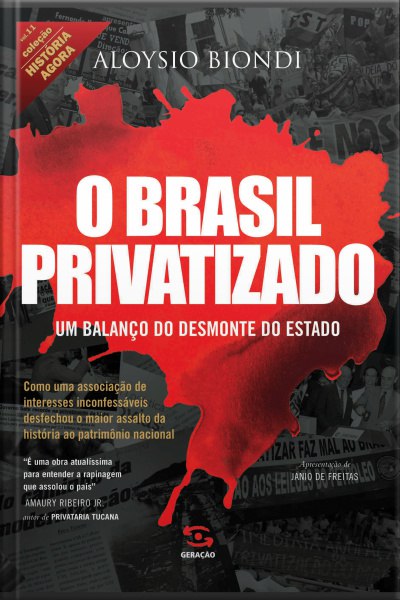 vol.11
coleção
HISTÓRIA
AGORA
ALOYSIO BIONDI
O BRASIL
PRIVATIZADO
UM BALANÇO DO DESMONTE DO ESTADO
Como uma associação de
interesses inconfessáveis
desfechou o maior assalto da
história ao patrimônio nacional
“É uma obra atualíssima
para entender a rapinagem
que assolou o país”
AMAURY RIBEIRO JR.
autor de PRIVATARIA TUCANA
Apresentação de
JANIO DE FREITAS
GERAÇÃO